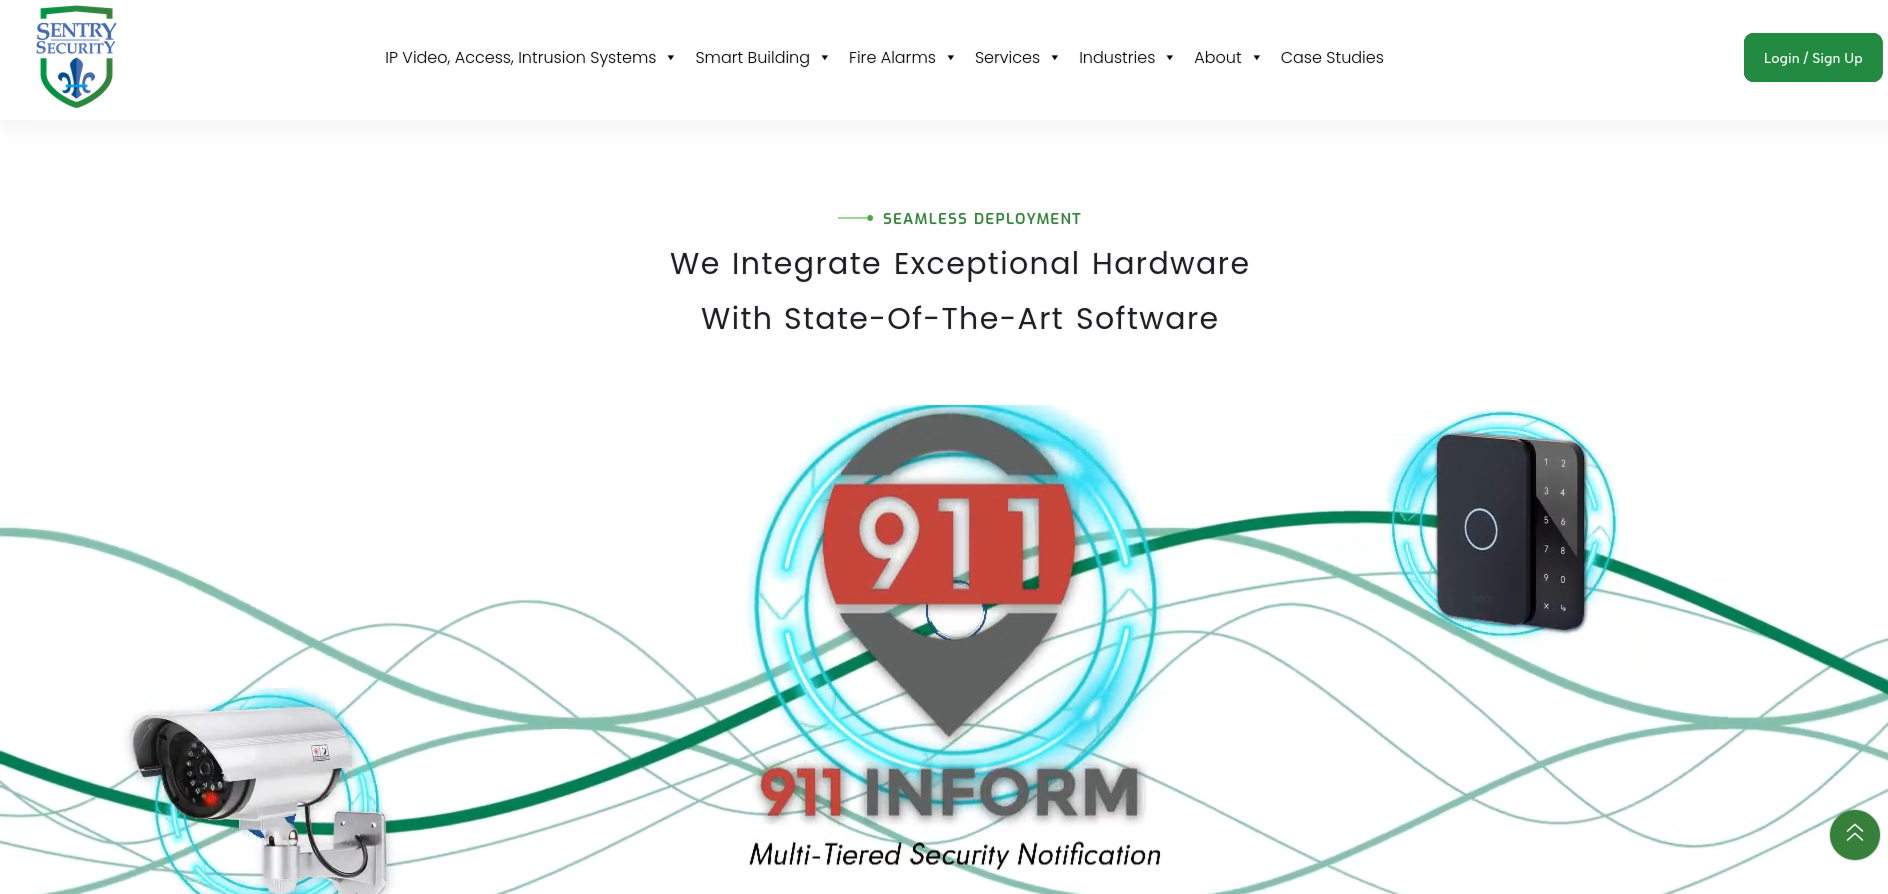 SENTRY
SECURITY
IP Video, Access, Intrusion Systems
Smart Building
Fire Alarms
Services
Industries
About
Case Studies
Login / Sign Up
SEAMLESS DEPLOYMENT
We Integrate Exceptional Hardware
With State-Of-The-Art Software
911
1 2
3 4
5 6
7 8
9 0
x
911 INFORM
Multi-Tiered Security Notification